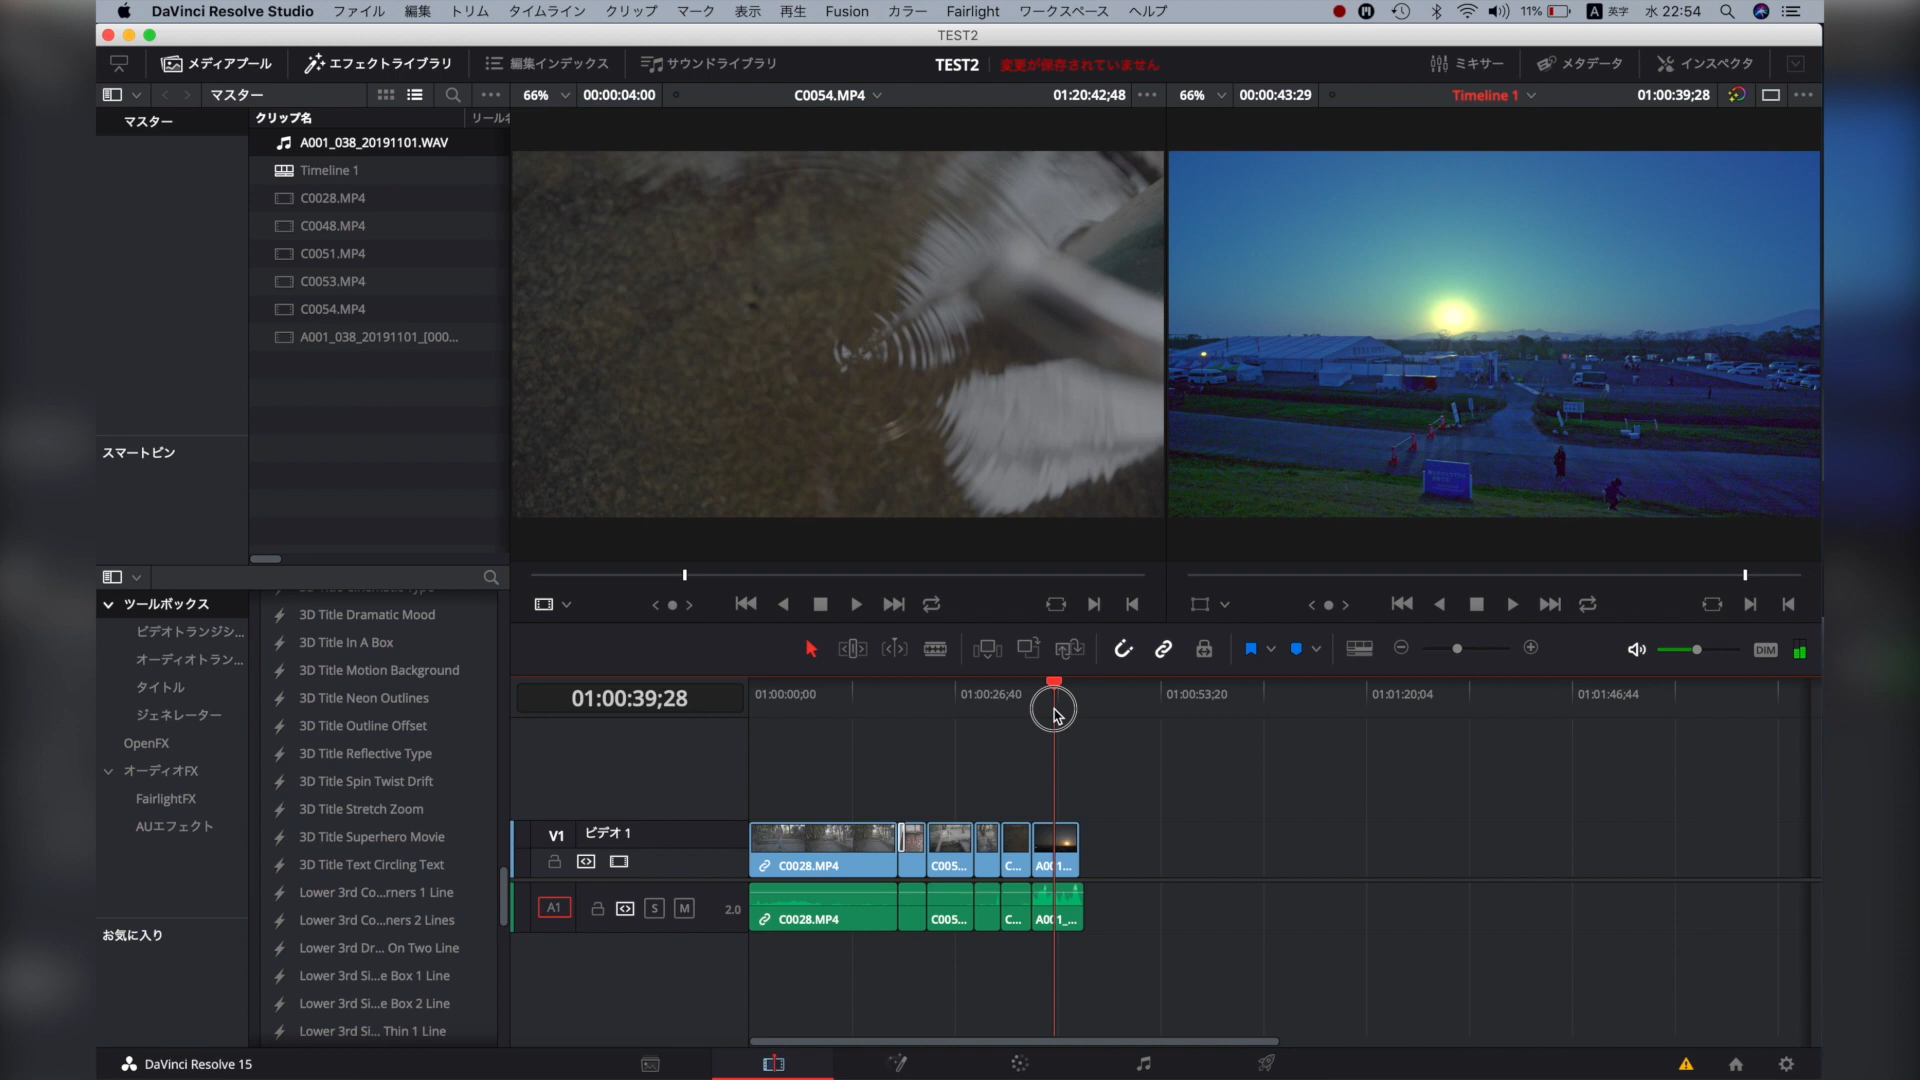 DaVinci Resolve Studio ファイル 編集 トリム タイムライン クリップ マーク 表示 再生 Fusion カラー Fairlight ワークスペース ヘルプ 11% A 英字 水 22:54
TEST2
メディアプール エフェクトライブラリ 編集インデックス サウンドライブラリ TEST2 変更が保存されていません ミキサー メタデータ インスペクタ
マスター 66% 00:00:04:00 C0054.MP4 01:20:42;48 66% 00:00:43:29 Timeline 1 01:00:39;28
マスター
クリップ名
A001_038_20191101.WAV
Timeline 1
C0028.MP4
C0048.MP4
C0051.MP4
C0053.MP4
C0054.MP4
A001_038_20191101_[000...
スマートビン
ツールボックス
ビデオトランジシ...
オーディオトラン...
タイトル
ジェネレーター
OpenFX
オーディオFX
FairlightFX
AUエフェクト
お気に入り
3D Title Dramatic Mood
3D Title In A Box
3D Title Motion Background
3D Title Neon Outlines
3D Title Outline Offset
3D Title Reflective Type
3D Title Spin Twist Drift
3D Title Stretch Zoom
3D Title Superhero Movie
3D Title Text Circling Text
Lower 3rd Co...rners 1 Line
Lower 3rd Co...ners 2 Lines
Lower 3rd Dr... On Two Line
Lower 3rd Si...e Box 1 Line
Lower 3rd Si...e Box 2 Line
Lower 3rd Si... Thin 1 Line
DIM
01:00:39;28 01:00:00;00 01:00:26;40 01:00:53;20 01:01:20;04 01:01:46;44
V1 ビデオ 1
C0028.MP4 C005... C... A001...
A1 S M 2.0
C0028.MP4 C005... C... A001_...
DaVinci Resolve 15